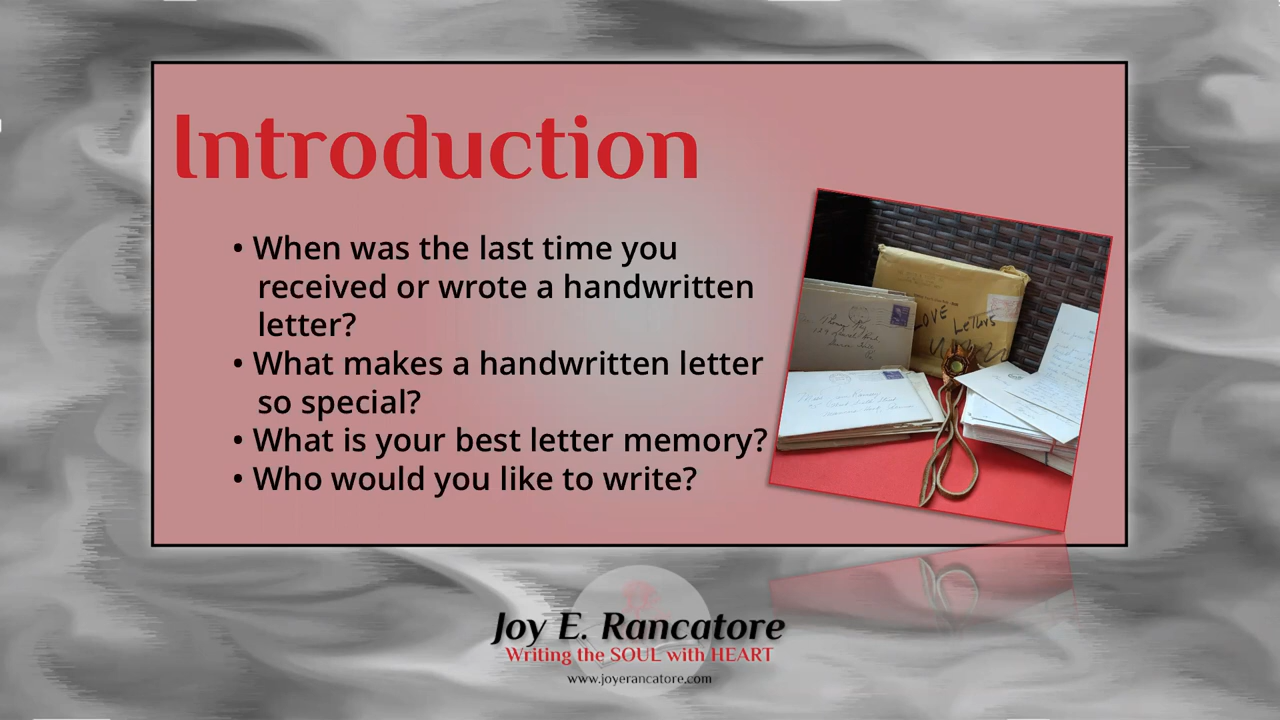 Introduction
• When was the last time you
received or wrote a handwritten
letter?
• What makes a handwritten letter
so special?
• What is your best letter memory?
• Who would you like to write?
LOVE LETTERS
Joy E. Rancatore
Writing the SOUL with HEART
www.joyerancatore.com